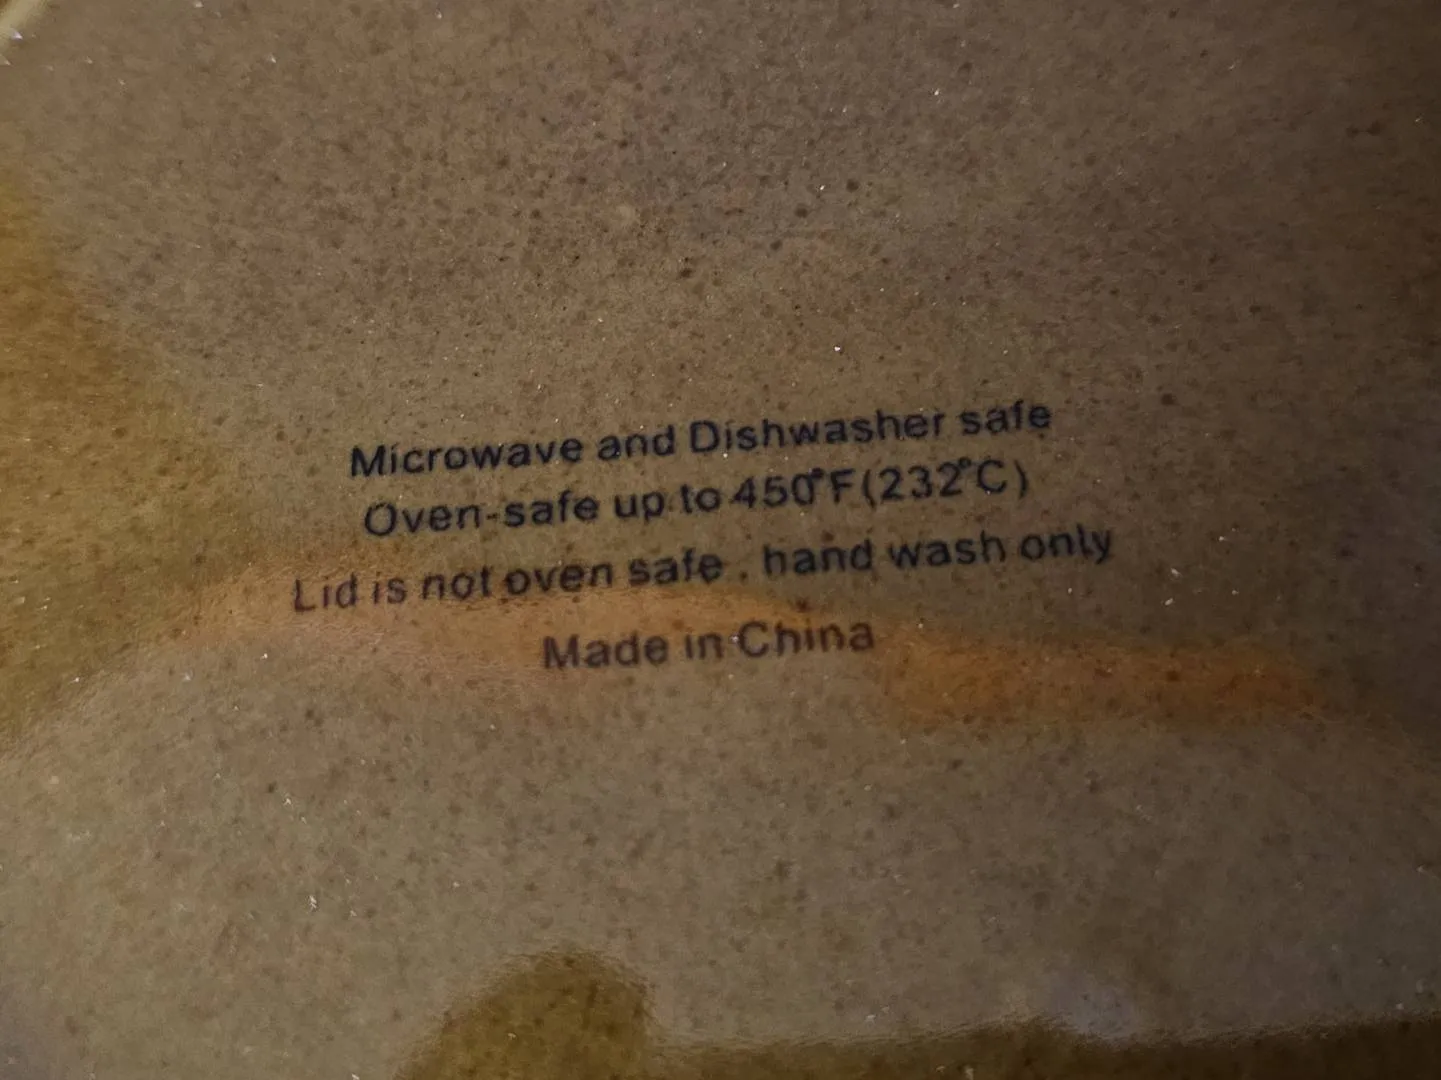 Microwave and Dishwasher safe
Oven-safe up to 450°F(232°C)
Lid is not oven safe , hand wash only
Made in China